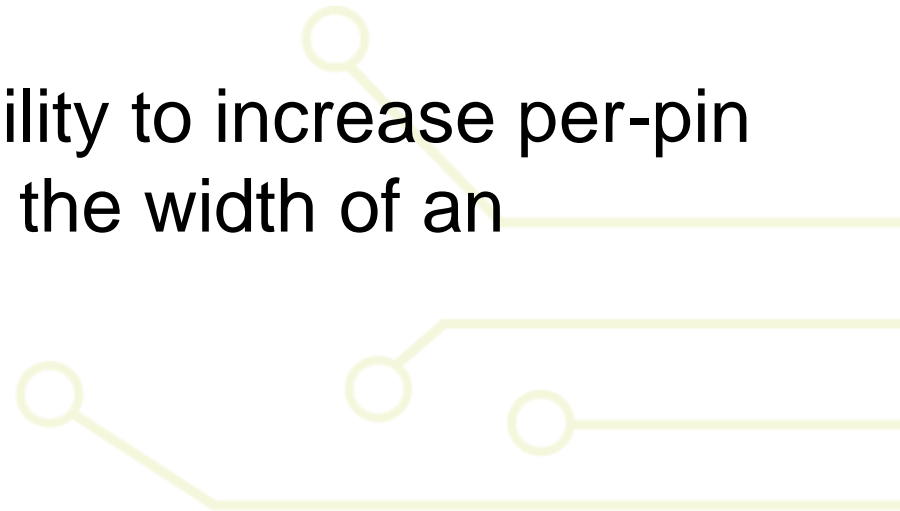 ility to increase per-pin
the width of an